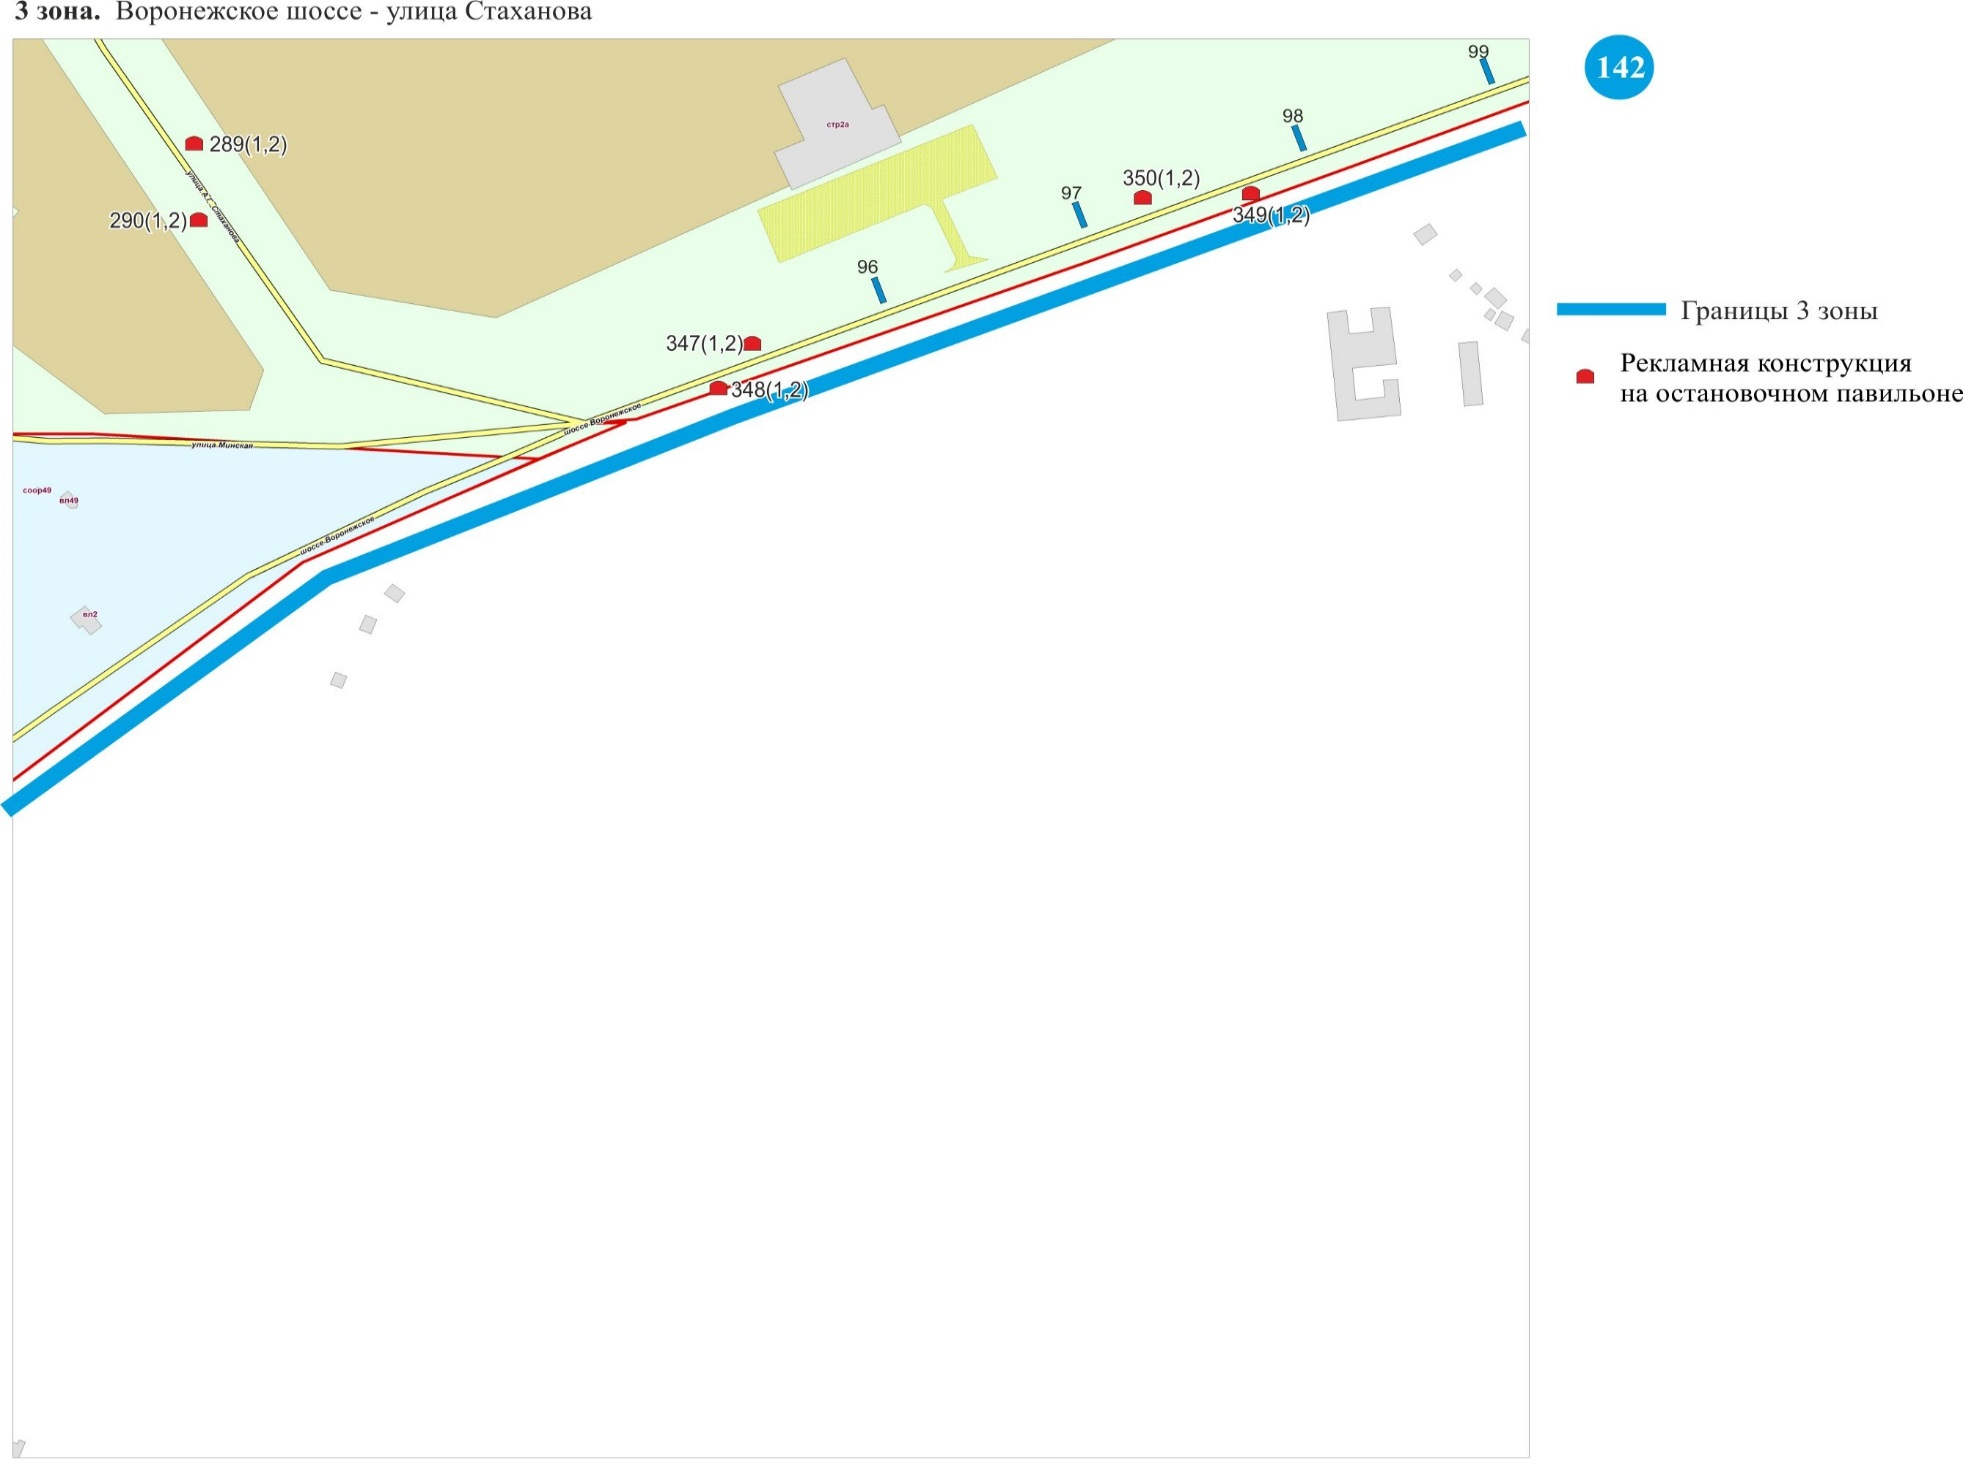 3 зона. Воронежское шоссе - улица Стаханова
142
99
98
стр2а
289(1,2)
350(1,2)
97
улица А.Г. Стаханова
349(1,2)
290(1,2)
96
Границы 3 зоны
347(1,2)
Рекламная конструкция
на остановочном павильоне
348(1,2)
шоссе Воронежское
улица Минская
соор49
вл49
шоссе Воронежское
вл2